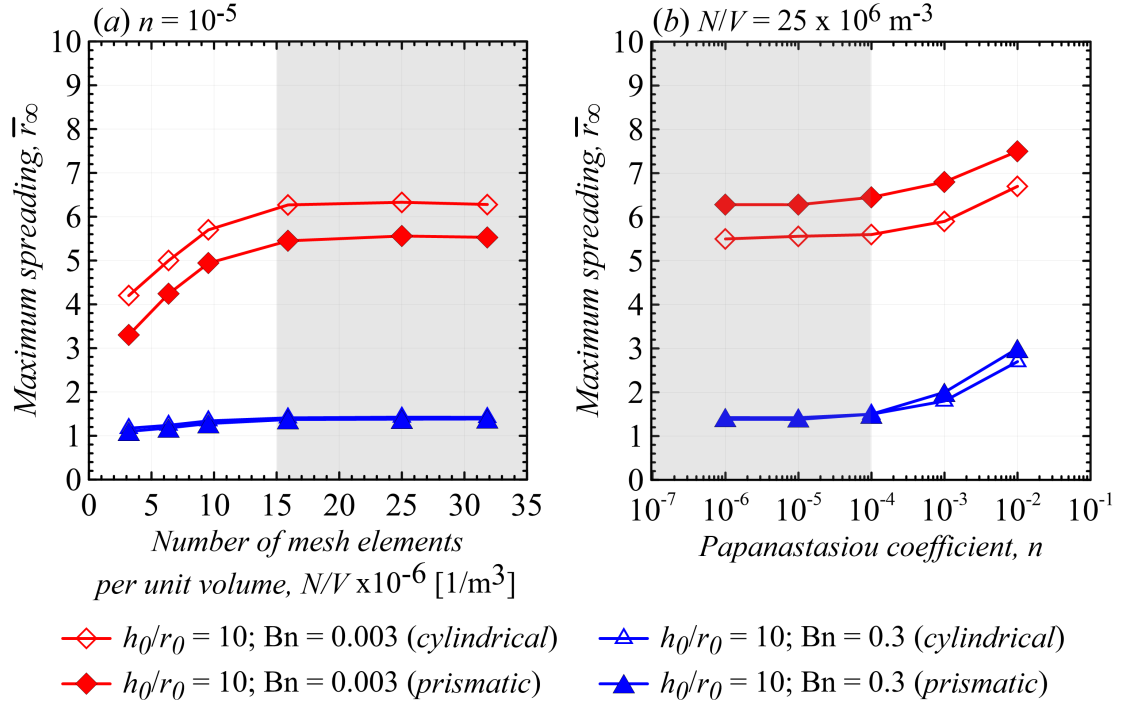 (a) n = 10⁻⁵
(b) N/V = 25 x 10⁶ m⁻³
10
9
8
7
6
5
4
3
2
1
0
Maximum spreading, r̅∞
0 5 10 15 20 25 30 35
Number of mesh elements
per unit volume, N/V x10⁻⁶ [1/m³]
10
9
8
7
6
5
4
3
2
1
0
Maximum spreading, r̅∞
10⁻⁷ 10⁻⁶ 10⁻⁵ 10⁻⁴ 10⁻³ 10⁻² 10⁻¹
Papanastasiou coefficient, n
h₀/r₀ = 10; Bn = 0.003 (cylindrical)
h₀/r₀ = 10; Bn = 0.3 (cylindrical)
h₀/r₀ = 10; Bn = 0.003 (prismatic)
h₀/r₀ = 10; Bn = 0.3 (prismatic)